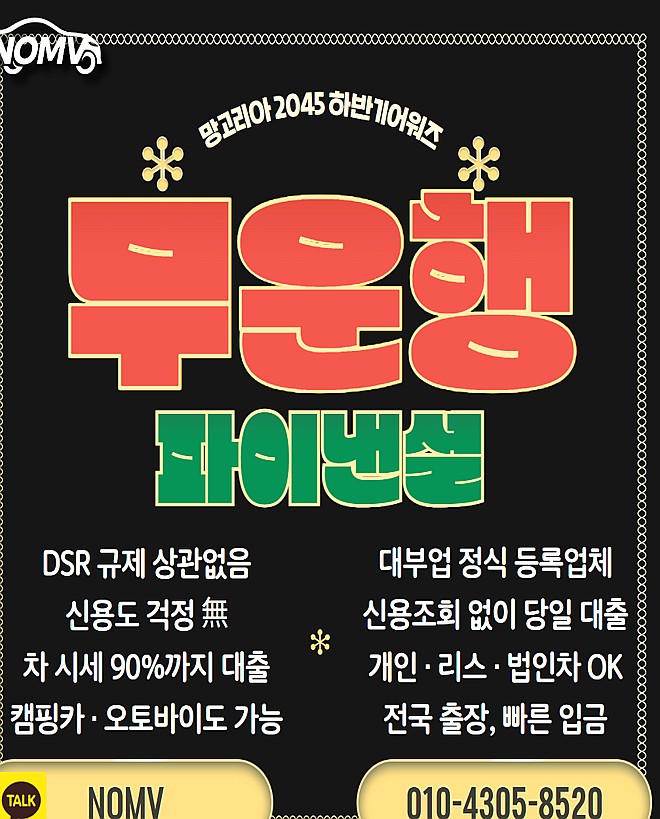 NOMV
망고리아 2045 하반기어워즈
무운행
파이낸셜
DSR 규제 상관없음
신용도 걱정 無
차 시세 90%까지 대출
캠핑카 · 오토바이도 가능
대부업 정식 등록업체
신용조회 없이 당일 대출
개인 · 리스 · 법인차 OK
전국 출장, 빠른 입금
TALK
NOMV
010-4305-8520